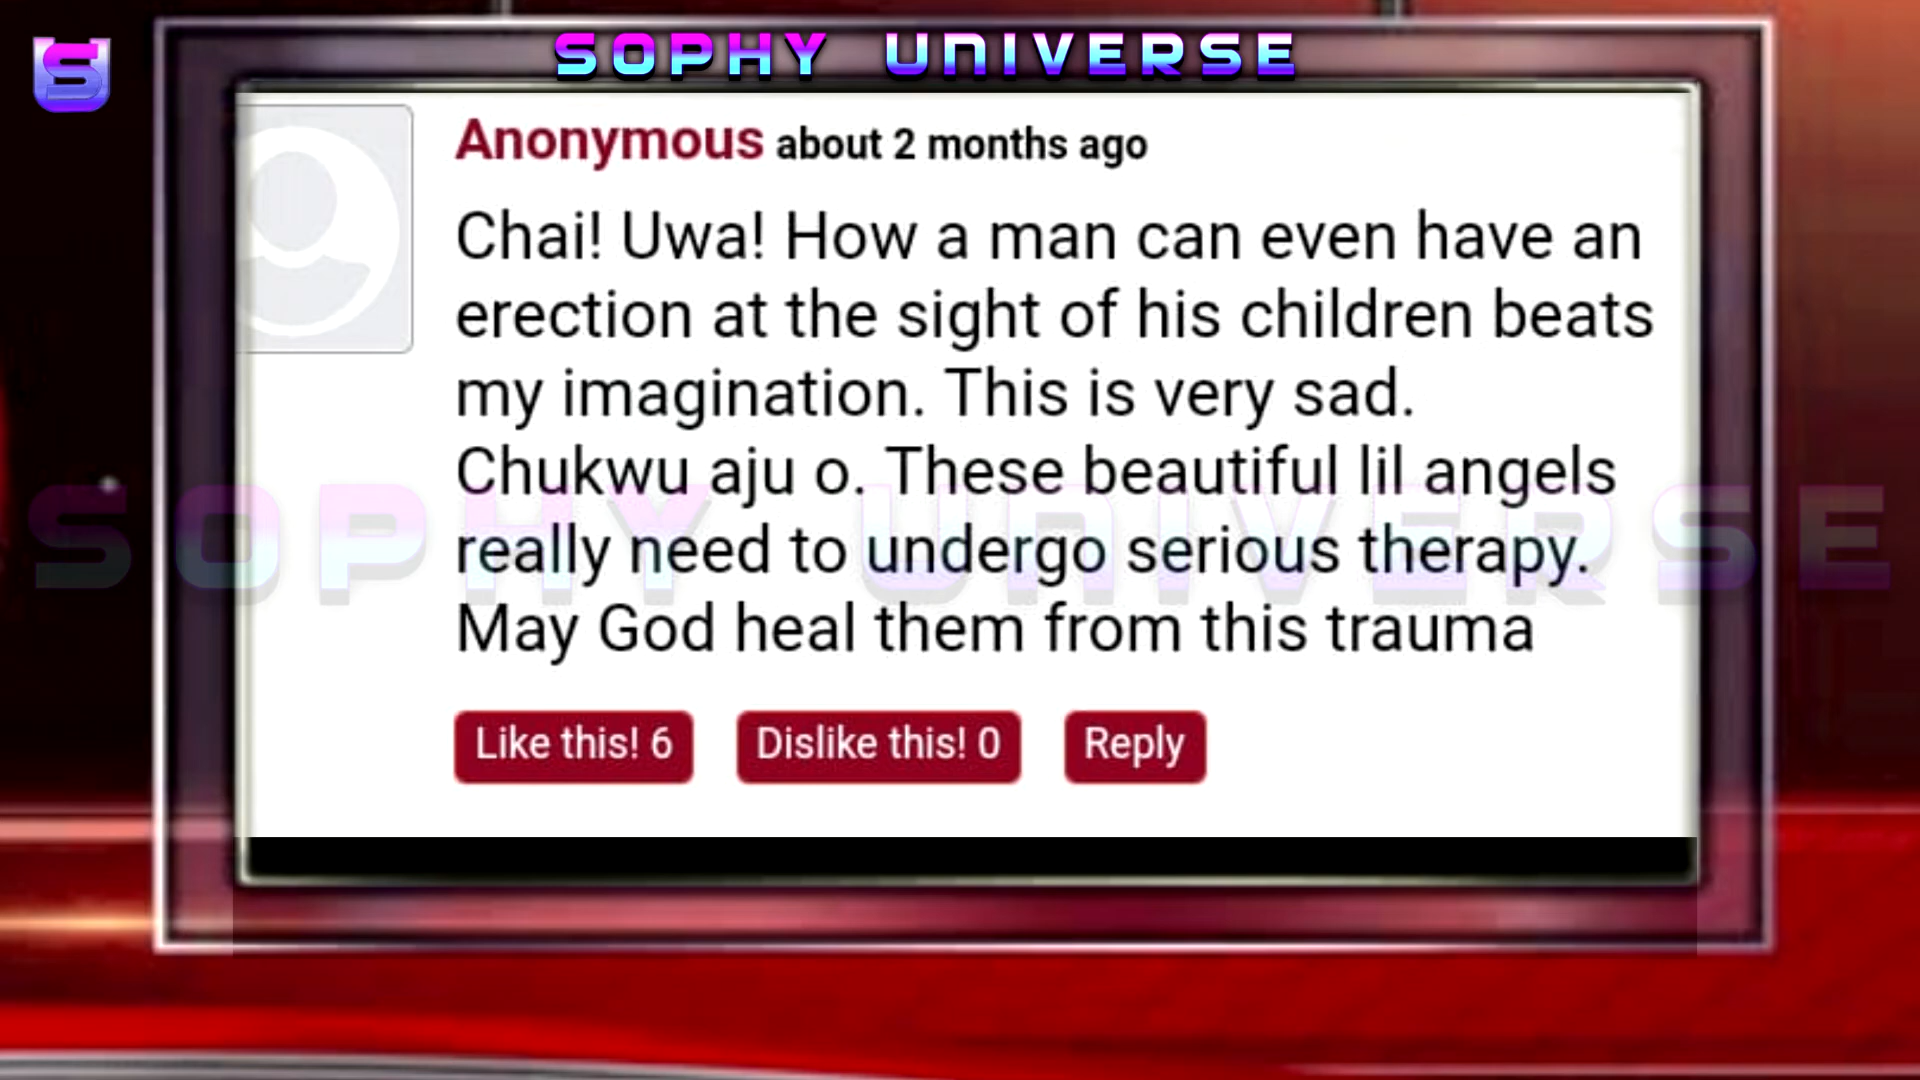 SOPHY UNIVERSE
Anonymous about 2 months ago
Chai! Uwa! How a man can even have an
erection at the sight of his children beats
my imagination. This is very sad.
Chukwu aju o. These beautiful lil angels
really need to undergo serious therapy.
May God heal them from this trauma
SOPHY UNIVERSE
Like this! 6 Dislike this! 0 Reply